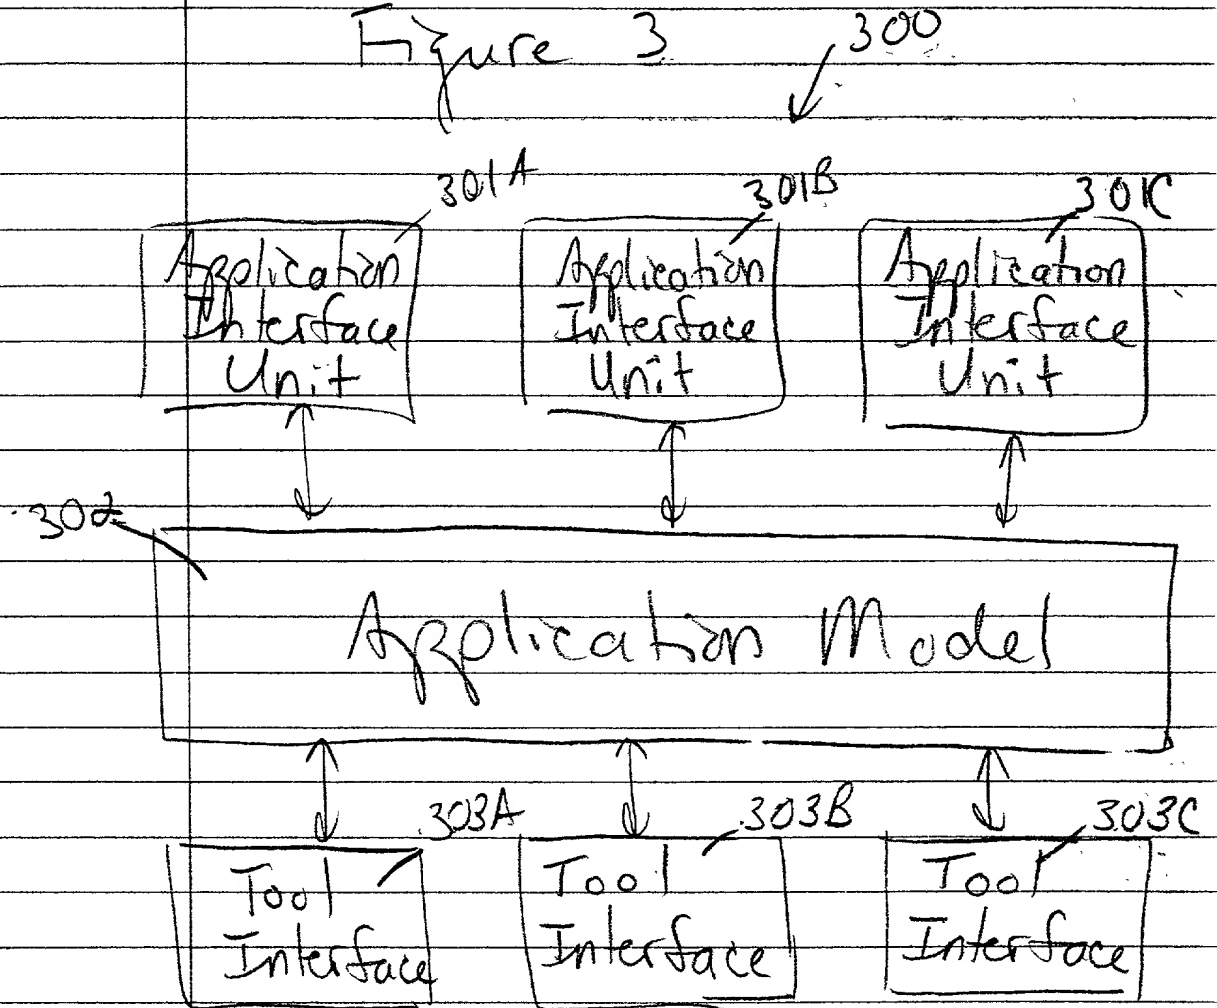 Figure 3
300
301A
301B
301C
Application
Interface
Unit
Application
Interface
Unit
Application
Interface
Unit
302
Application Model
303A
303B
303C
Tool
Interface
Tool
Interface
Tool
Interface